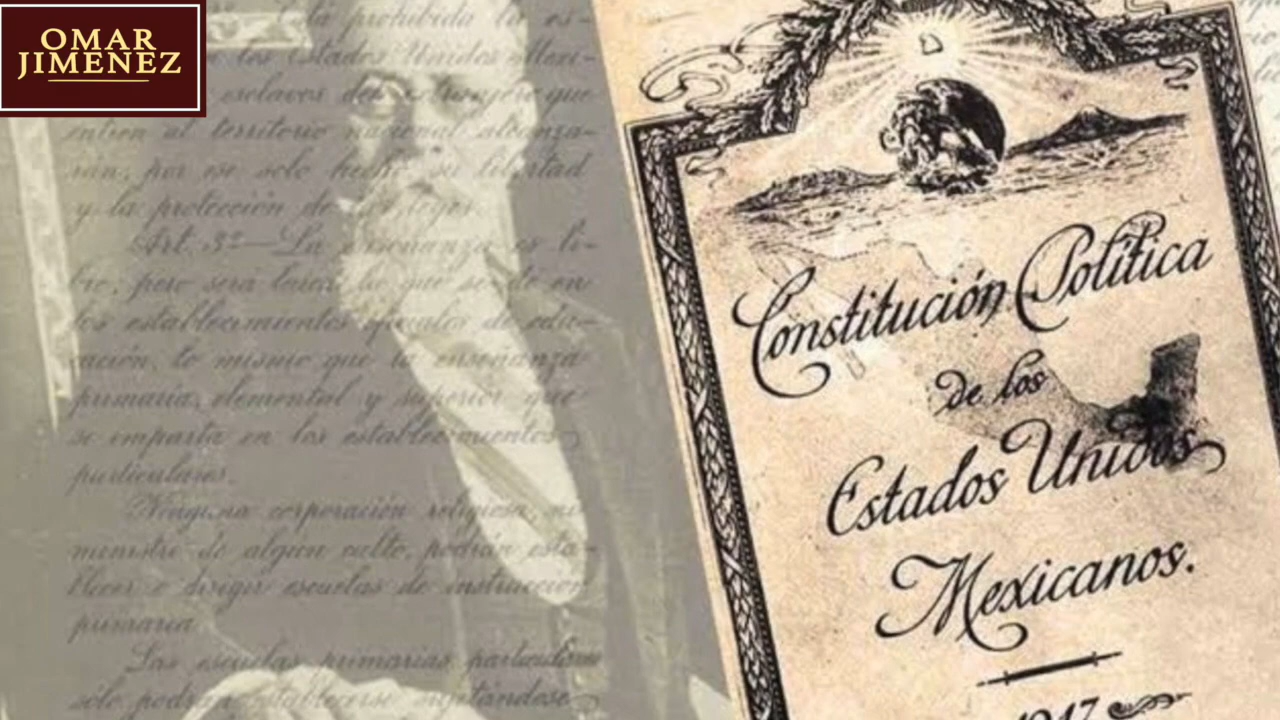 OMAR
JIMENEZ
prohibida la es-
los Estados Unidos
esclavos del extranjero que
entren al territorio nacional alcanza-
rán, por ese solo hecho, su libertad
y la protección de
Art. 3º—La enseñanza es li-
bre; pero será laica la que se dé en
los establecimientos oficiales de edu-
cación, lo mismo que la enseñanza
primaria, elemental y superior que
se imparta en los establecimientos
particulares.
Ninguna corporación religiosa, ni
ministro de algún culto, podrán esta-
blecer o dirigir escuelas de instrucción
primaria.
Las escuelas primarias particulares
sólo podrán establecerse sujetándose
Constitución Política
de los
Estados Unidos
Mexicanos.